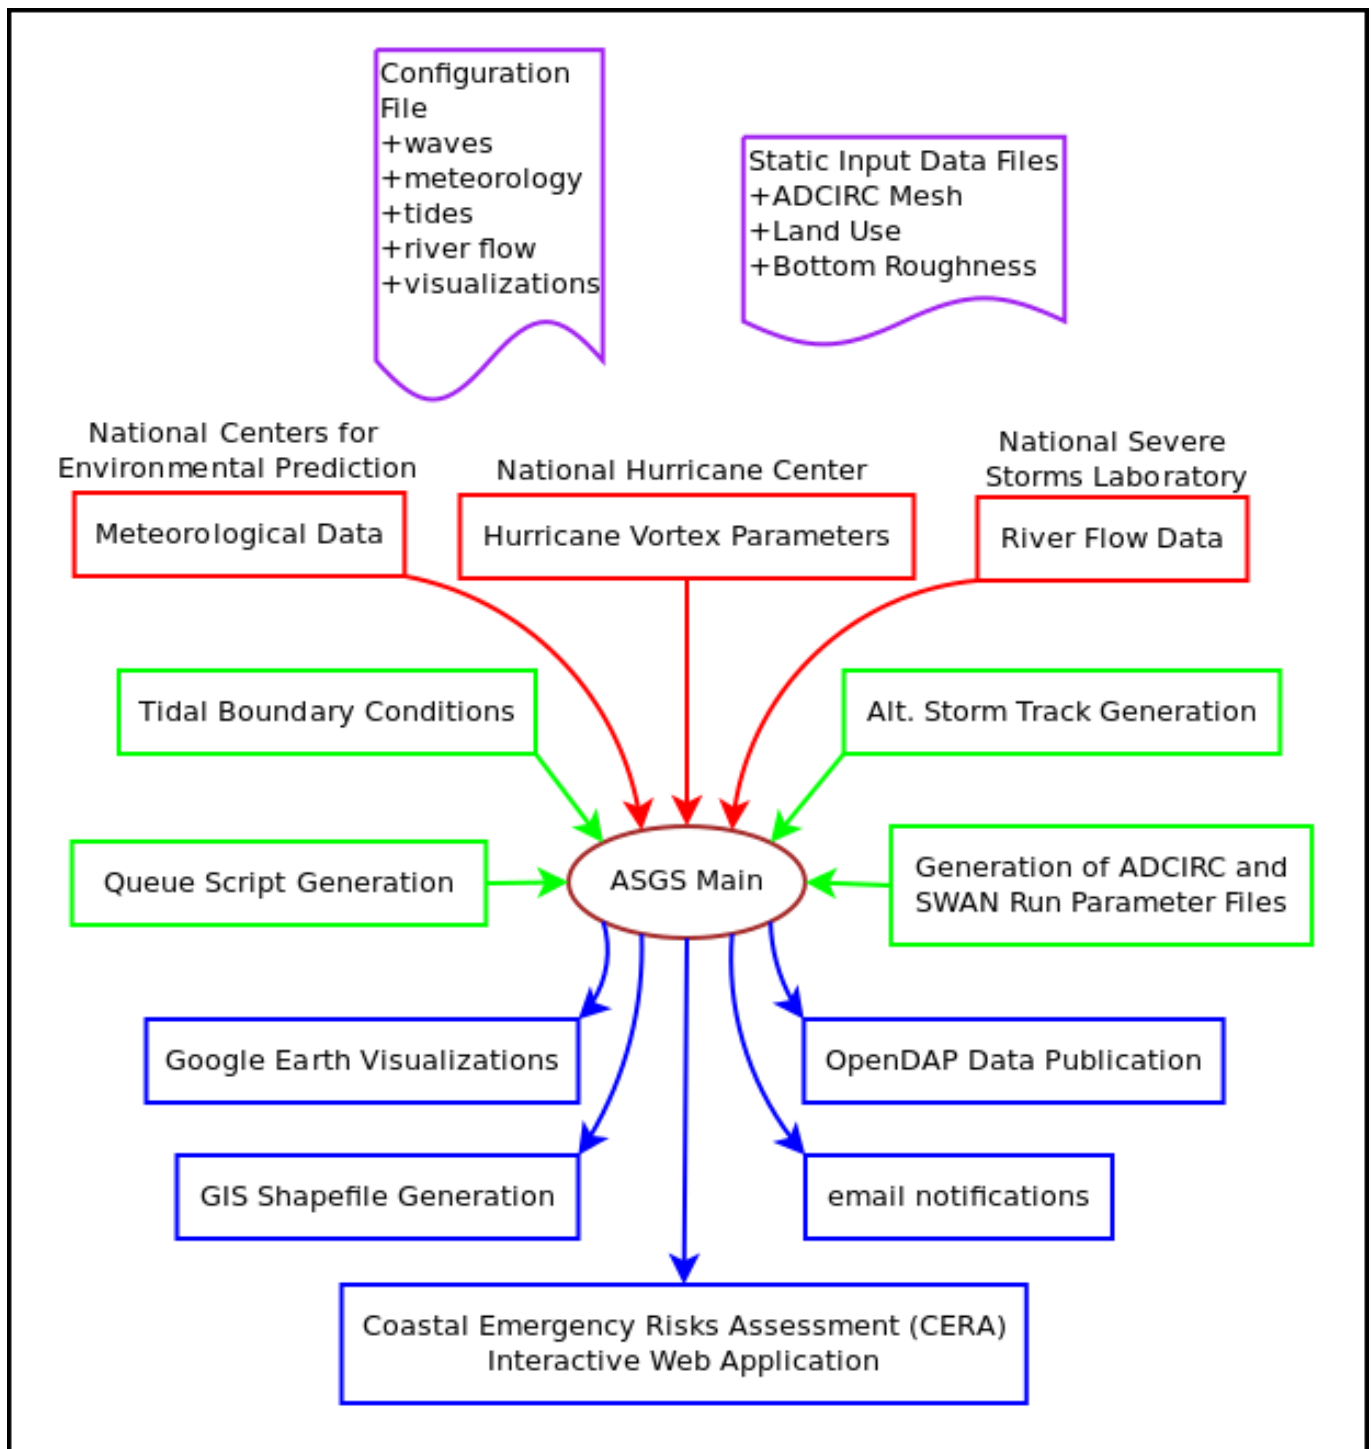 Configuration
File
+waves
+meteorology
+tides
+river flow
+visualizations
Static Input Data Files
+ADCIRC Mesh
+Land Use
+Bottom Roughness
National Centers for
Environmental Prediction
Meteorological Data
National Hurricane Center
Hurricane Vortex Parameters
National Severe
Storms Laboratory
River Flow Data
Tidal Boundary Conditions
Alt. Storm Track Generation
Queue Script Generation
ASGS Main
Generation of ADCIRC and
SWAN Run Parameter Files
Google Earth Visualizations
OpenDAP Data Publication
GIS Shapefile Generation
email notifications
Coastal Emergency Risks Assessment (CERA)
Interactive Web Application